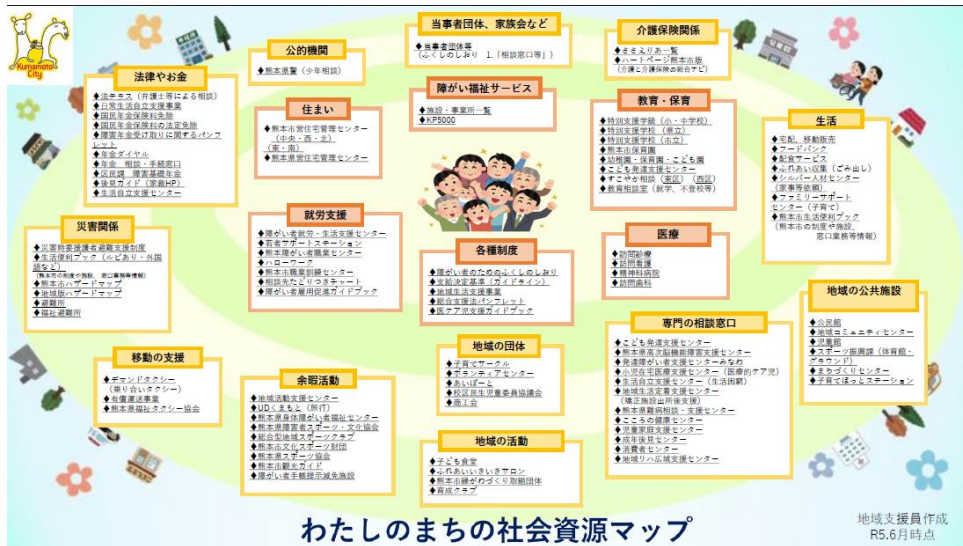 Kumamoto
City
当事者団体、家族会など
◆当事者団体等
(ふくしのしおり 1.「相談窓口等」)
公的機関
◆熊本県警(少年相談)
介護保険関係
◆ささえりあ一覧
◆ハートページ熊本市版
(介護と介護保険の総合ナビ)
法律やお金
◆法テラス(弁護士等による相談)
◆日常生活自立支援事業
◆国民年金保険料免除
◆国民年金保険料の法定免除
◆障害年金受け取りに関するパンフ
レット
◆年金ダイヤル
◆年金 相談・手続窓口
◆区民課 障害基礎年金
◆後見ガイド(家裁HP)
◆生活自立支援センター
住まい
◆熊本市営住宅管理センター
(中央・西・北)
(東・南)
◆熊本県営住宅管理センター
障がい福祉サービス
◆施設・事業所一覧
◆KP5000
教育・保育
◆特別支援学級(小・中学校)
◆特別支援学校(県立)
◆特別支援学校(市立)
◆熊本市保育園
◆幼稚園・保育園・こども園
◆こども発達支援センター
◆すこやか相談(東区)(西区)
◆教育相談室(就学、不登校等)
生活
◆宅配、移動販売
◆フードバンク
◆配食サービス
◆ふれあい収集(ごみ出し)
◆シルバー人材センター
(家事等依頼)
◆ファミリーサポート
センター(子育て)
◆熊本市生活便利ブック
(熊本市の制度や施設、
窓口業務等情報)
災害関係
◆災害時要援護者避難支援制度
◆生活便利ブック(ルビあり・外国
語など)
(熊本市の制度や施設、窓口業務等情報)
◆熊本市ハザードマップ
◆地域版ハザードマップ
◆避難所
◆福祉避難所
就労支援
◆障がい者就労・生活支援センター
◆若者サポートステーション
◆熊本障がい者職業センター
◆ハローワーク
◆熊本市職業訓練センター
◆相談先たどりつきチャート
◆障がい者雇用促進ガイドブック
各種制度
◆障がい者のためのふくしのしおり
◆支給決定基準(ガイドライン)
◆地域生活支援事業
◆総合支援法パンフレット
◆医ケア児支援ガイドブック
医療
◆訪問診療
◆訪問看護
◆精神科病院
◆訪問歯科
地域の公共施設
◆公民館
◆地域コミュニティセンター
◆児童館
◆スポーツ振興課(体育館・
グラウンド)
◆まちづくりセンター
◆子育てほっとステーション
移動の支援
◆デマンドタクシー
(乗り合いタクシー)
◆有償運送事業
◆熊本県福祉タクシー協会
余暇活動
◆地域活動支援センター
◆UDくまもと(旅行)
◆熊本県身体障がい者福祉センター
◆熊本県障害者スポーツ・文化協会
◆総合型地域スポーツクラブ
◆熊本市文化スポーツ財団
◆熊本県スポーツ協会
◆熊本市観光ガイド
◆障がい者手帳提示減免施設
地域の団体
◆子育てサークル
◆ボランティアセンター
◆あいぽーと
◆校区民生児童委員協議会
◆商工会
地域の活動
◆子ども食堂
◆ふれあいいきいきサロン
◆熊本市縁がわづくり取組団体
◆育成クラブ
専門の相談窓口
◆こども発達支援センター
◆熊本県高次脳機能障害支援センター
◆発達障がい者支援センターみなわ
◆小児在宅医療支援センター(医療的ケア児)
◆生活自立支援センター(生活困窮)
◆地域生活定着支援センター
(矯正施設出所後支援)
◆熊本県難病相談・支援センター
◆こころの健康センター
◆児童家庭支援センター
◆成年後見センター
◆消費者センター
◆地域リハ広域支援センター
わたしのまちの社会資源マップ
地域支援員作成
R5.6月時点